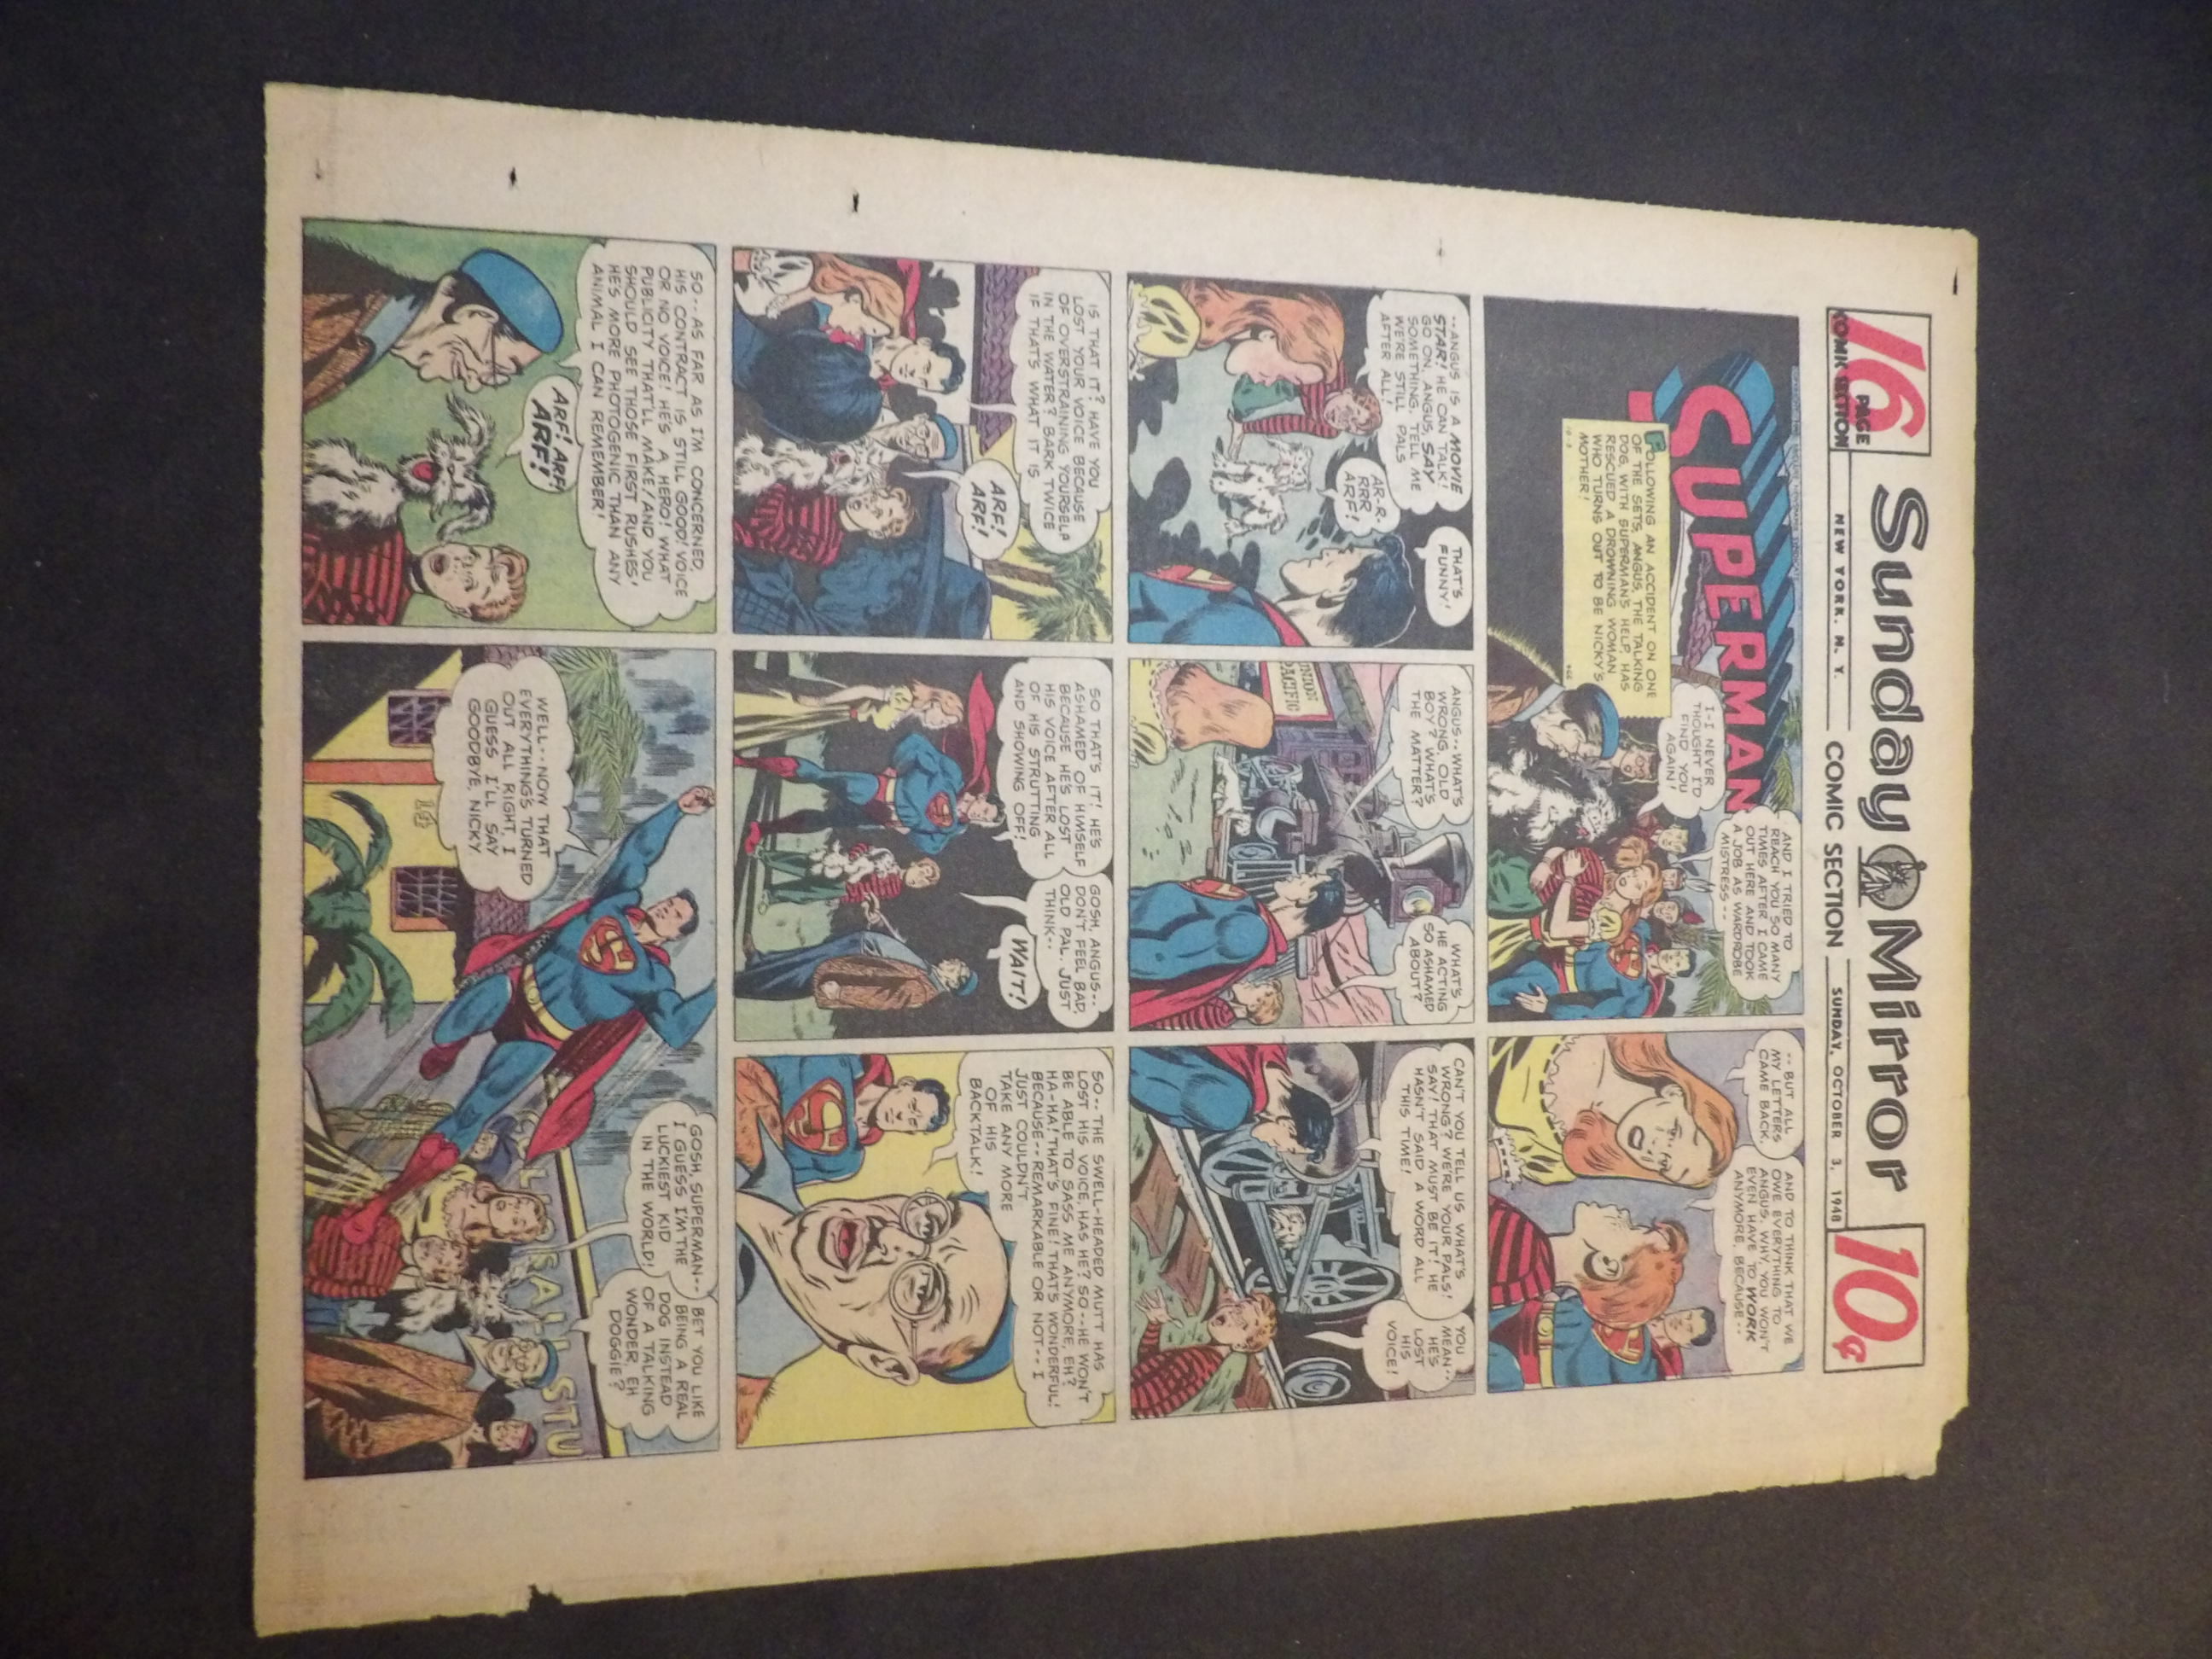 16
PAGE
COMIC SECTION
Sunday Mirror
10¢
NEW YORK, N. Y.
COMIC SECTION
SUNDAY, OCTOBER 3, 1948
SUPERMAN
FOLLOWING AN ACCIDENT ON ONE
OF THE SETS, ANGUS, THE TALKING
DOG, WITH SUPERMAN'S HELP, HAS
RESCUED A DROWNING WOMAN
WHO TURNS OUT TO BE NICKY'S
MOTHER!
I-I NEVER
THOUGHT I'D
FIND YOU
AGAIN!
AND I TRIED TO
REACH YOU SO MANY
TIMES AFTER I CAME
OUT HERE AND TOOK
A JOB AS WARDROBE
MISTRESS--
--BUT ALL
MY LETTERS
CAME BACK.
AND TO THINK THAT WE
OWE EVERYTHING TO
ANGUS. WHY, YOU WON'T
EVEN HAVE TO WORK
ANYMORE, BECAUSE--
--ANGUS IS A MOVIE
STAR! HE CAN TALK!
GO ON, ANGUS, SAY
SOMETHING. TELL ME
WE'RE STILL PALS
AFTER ALL!
AR-R-
RRR
ARF!
THAT'S
FUNNY!
ANGUS--WHAT'S
WRONG, OLD
BOY? WHAT'S
THE MATTER?
UNION
PACIFIC
WHAT'S
HE ACTING
SO ASHAMED
ABOUT?
CAN'T YOU TELL US WHAT'S
WRONG? WE'RE YOUR PALS!
SAY! THAT MUST BE IT! HE
HASN'T SAID A WORD ALL
THIS TIME!
YOU
MEAN--
HE'S
LOST
HIS
VOICE!
IS THAT IT? HAVE YOU
LOST YOUR VOICE BECAUSE
OF OVERSTRAINING YOURSELF
IN THE WATER? BARK TWICE
IF THAT'S WHAT IT IS
ARF!
ARF!
SO THAT'S IT! HE'S
ASHAMED OF HIMSELF
BECAUSE HE'S LOST
HIS VOICE AFTER ALL
OF HIS STRUTTING
AND SHOWING OFF!
GOSH, ANGUS--
DON'T FEEL BAD,
OLD PAL. JUST
THINK--
WAIT!
SO--THE SWELL-HEADED MUTT HAS
LOST HIS VOICE, HAS HE? SO--HE WON'T
BE ABLE TO SASS ME ANYMORE, EH?
HA-HA! THAT'S FINE! THAT'S WONDERFUL!
BECAUSE--REMARKABLE OR NOT--I
JUST COULDN'T
TAKE ANY MORE
OF HIS
BACKTALK!
SO--AS FAR AS I'M CONCERNED,
HIS CONTRACT IS STILL GOOD! VOICE
OR NO VOICE! HE'S A HERO! WHAT
PUBLICITY THAT'LL MAKE! AND YOU
SHOULD SEE THOSE FIRST RUSHES!
HE'S MORE PHOTOGENIC THAN ANY
ANIMAL I CAN REMEMBER!
ARF! ARF!
ARF!
WELL--NOW THAT
EVERYTHING'S TURNED
OUT ALL RIGHT, I
GUESS I'LL SAY
GOODBYE, NICKY.
14
GOSH, SUPERMAN--
I GUESS I'M THE
LUCKIEST KID
IN THE WORLD!
BET YOU LIKE
BEING A REAL
DOG INSTEAD
OF A TALKING
WONDER, EH
DOGGIE?
STU